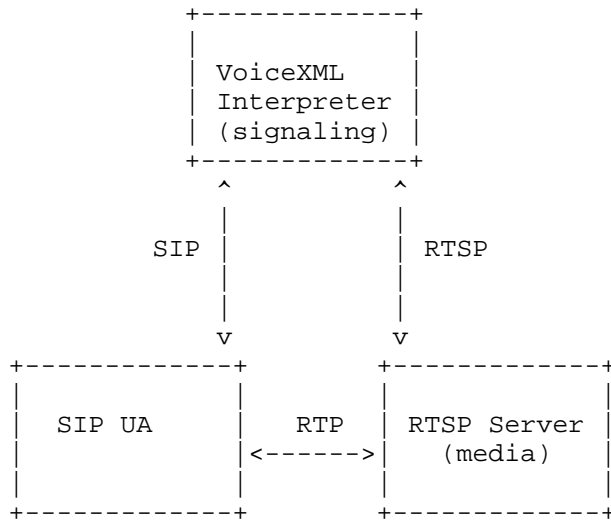 VoiceXML
Interpreter
(signaling)
SIP RTSP
v v
SIP UA RTP RTSP Server
(media)